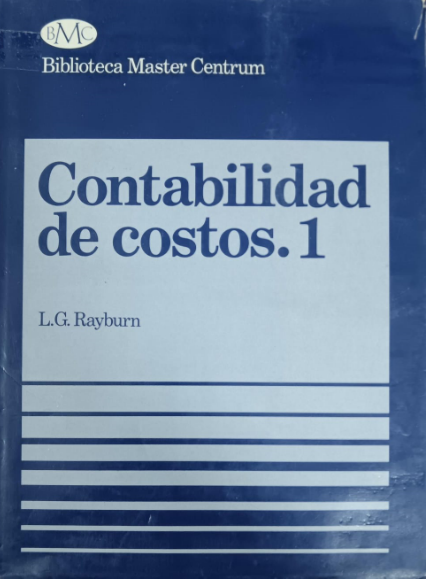 BMC
Biblioteca Master Centrum
Contabilidad
de costos.1
L.G. Rayburn